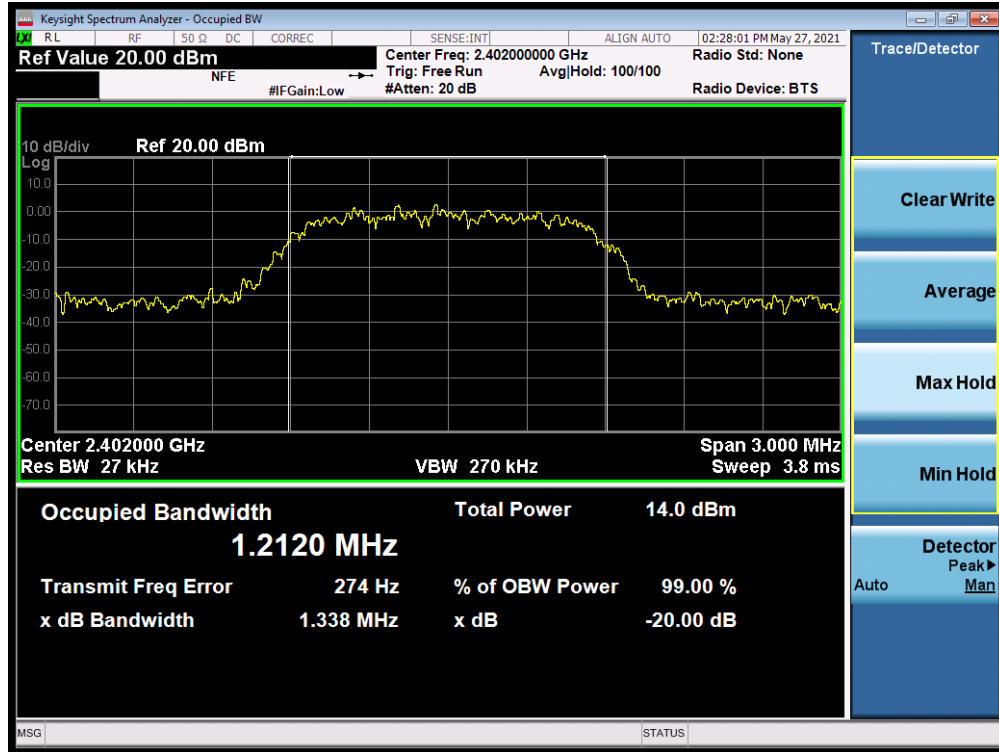 Keysight Spectrum Analyzer - Occupied BW
LXI RL RF 50 Ω DC CORREC SENSE:INT ALIGN AUTO 02:28:01 PM May 27, 2021
Ref Value 20.00 dBm
NFE
#IFGain:Low
Center Freq: 2.402000000 GHz
Trig: Free Run Avg|Hold: 100/100
#Atten: 20 dB
Radio Std: None
Radio Device: BTS
10 dB/div Ref 20.00 dBm
Log
10.0
0.00
-10.0
-20.0
-30.0
-40.0
-50.0
-60.0
-70.0
Center 2.402000 GHz Span 3.000 MHz
Res BW 27 kHz VBW 270 kHz Sweep 3.8 ms
Occupied Bandwidth Total Power 14.0 dBm
1.2120 MHz
Transmit Freq Error 274 Hz % of OBW Power 99.00 %
x dB Bandwidth 1.338 MHz x dB -20.00 dB
MSG STATUS
Trace/Detector
Clear Write
Average
Max Hold
Min Hold
Detector
Peak▶
Auto Man